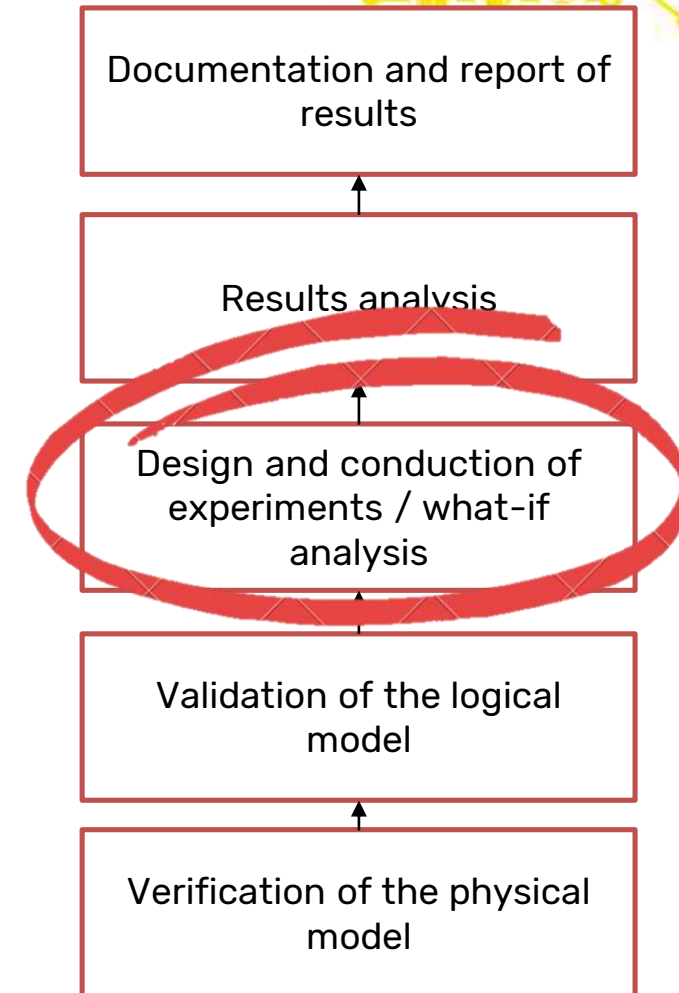 Documentation and report of
results
Results analysis
Design and conduction of
experiments / what-if
analysis
Validation of the logical
model
Verification of the physical
model